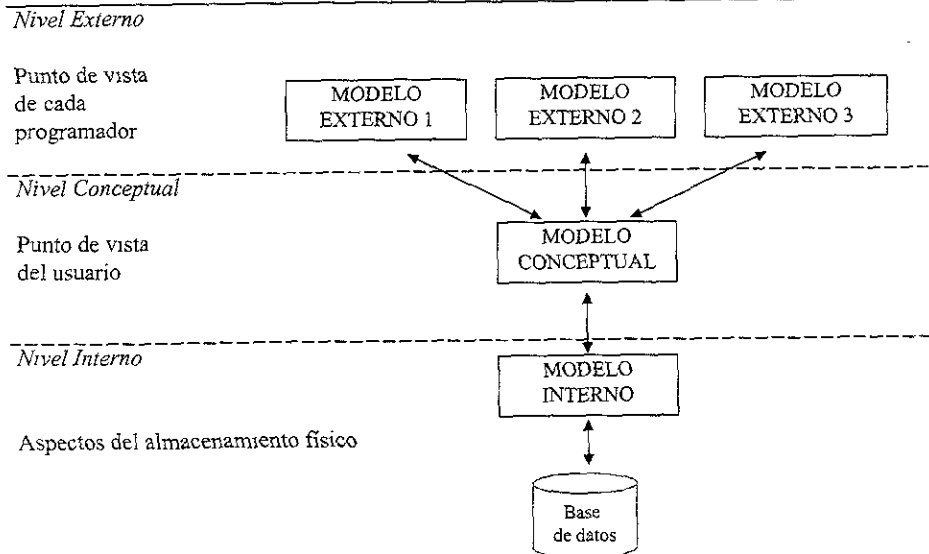 Nivel Externo
Punto de vista
de cada
programador
MODELO
EXTERNO 1
MODELO
EXTERNO 2
MODELO
EXTERNO 3
Nivel Conceptual
Punto de vista
del usuario
MODELO
CONCEPTUAL
Nivel Interno
MODELO
INTERNO
Aspectos del almacenamiento físico
Base
de datos